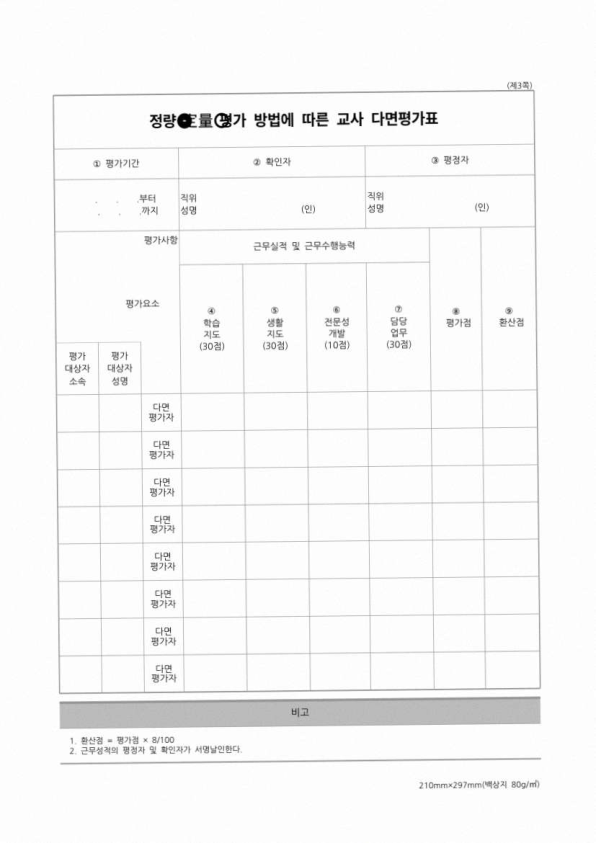 (제3쪽)
정량(定量)평가 방법에 따른 교사 다면평가표
① 평가기간 ② 확인자 ③ 평정자
. . .부터 직위 직위
. . .까지 성명 (인) 성명 (인)
평가사항 근무실적 및 근무수행능력
평가요소
④ 학습 지도 (30점)
⑤ 생활 지도 (30점)
⑥ 전문성 개발 (10점)
⑦ 담당 업무 (30점)
⑧ 평가점
⑨ 환산점
평가 대상자 소속
평가 대상자 성명
다면
평가자
다면
평가자
다면
평가자
다면
평가자
다면
평가자
다면
평가자
다면
평가자
다면
평가자
비고
1. 환산점 = 평가점 × 8/100
2. 근무성적의 평정자 및 확인자가 서명날인한다.
210mm×297mm(백상지 80g/㎡)